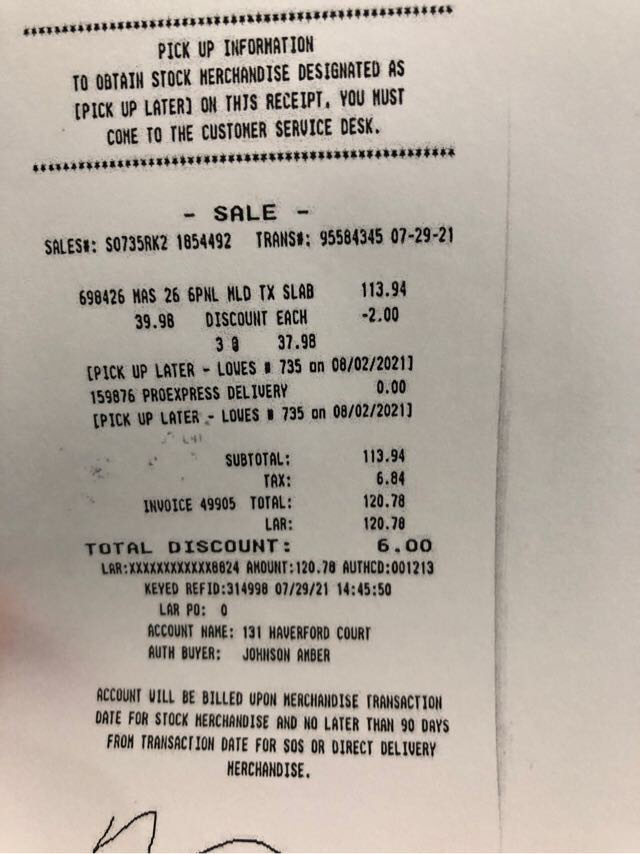 ************************************************
PICK UP INFORMATION
TO OBTAIN STOCK MERCHANDISE DESIGNATED AS
[PICK UP LATER] ON THIS RECEIPT, YOU MUST
COME TO THE CUSTOMER SERVICE DESK.
************************************************
- SALE -
SALES#: S0735RK2 1854492 TRANS#: 95584345 07-29-21
698426 MAS 26 6PNL MLD TX SLAB 113.94
39.98 DISCOUNT EACH -2.00
3 @ 37.98
[PICK UP LATER - LOWES # 735 on 08/02/2021]
159876 PROEXPRESS DELIVERY 0.00
[PICK UP LATER - LOWES # 735 on 08/02/2021]
SUBTOTAL: 113.94
TAX: 6.84
INVOICE 49905 TOTAL: 120.78
LAR: 120.78
TOTAL DISCOUNT: 6.00
LAR:XXXXXXXXXXXX8824 AMOUNT:120.78 AUTHCD:001213
KEYED REFID:314998 07/29/21 14:45:50
LAR PO: 0
ACCOUNT NAME: 131 HAVERFORD COURT
AUTH BUYER: JOHNSON AMBER
ACCOUNT WILL BE BILLED UPON MERCHANDISE TRANSACTION
DATE FOR STOCK MERCHANDISE AND NO LATER THAN 90 DAYS
FROM TRANSACTION DATE FOR SOS OR DIRECT DELIVERY
MERCHANDISE.